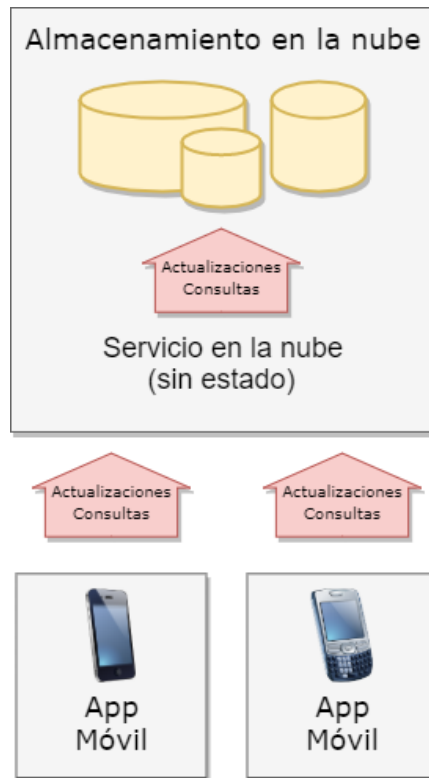 Almacenamiento en la nube
Actualizaciones
Consultas
Servicio en la nube
(sin estado)
Actualizaciones
Consultas
Actualizaciones
Consultas
App
Móvil
App
Móvil